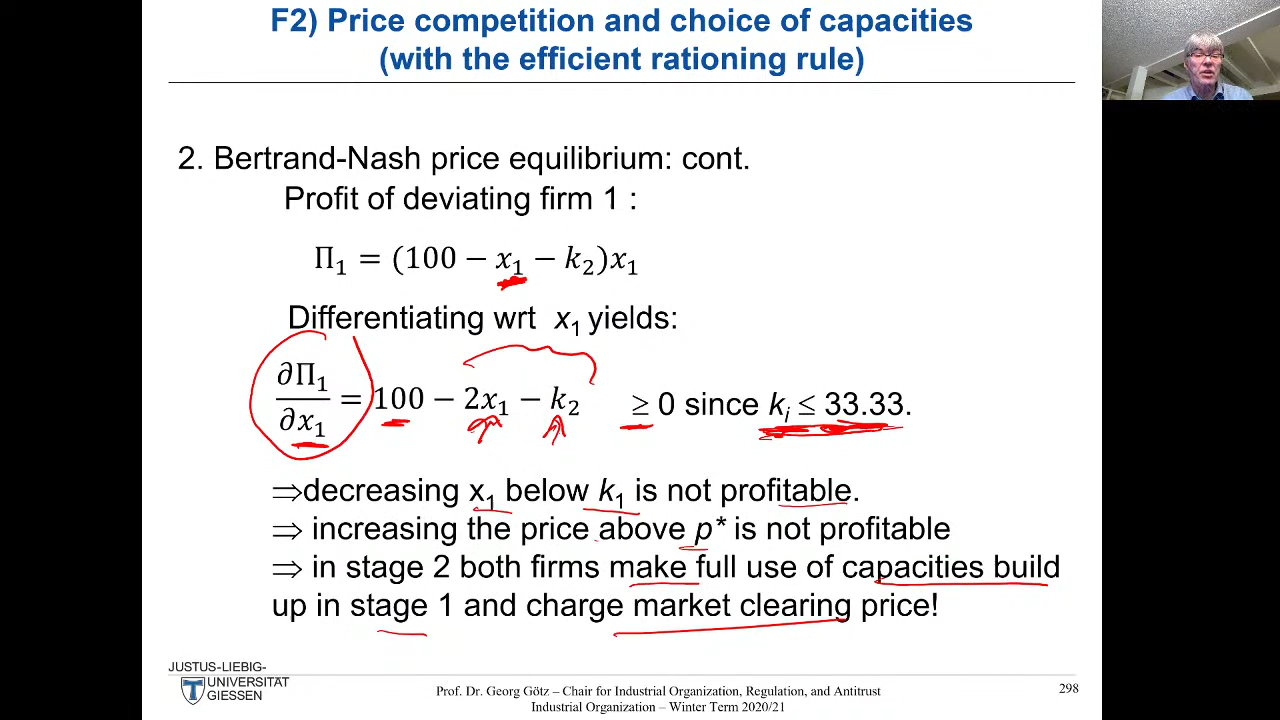 F2) Price competition and choice of capacities
(with the efficient rationing rule)
2. Bertrand-Nash price equilibrium: cont.
Profit of deviating firm 1 :
Π₁ = (100 − x₁ − k₂)x₁
Differentiating wrt x₁ yields:
∂Π₁/∂x₁ = 100 − 2x₁ − k₂ ≥ 0 since kᵢ ≤ 33.33.
⇒decreasing x₁ below k₁ is not profitable.
⇒ increasing the price above p* is not profitable
⇒ in stage 2 both firms make full use of capacities build
up in stage 1 and charge market clearing price!
JUSTUS-LIEBIG-
UNIVERSITÄT
GIESSEN
Prof. Dr. Georg Götz – Chair for Industrial Organization, Regulation, and Antitrust
Industrial Organization – Winter Term 2020/21
298